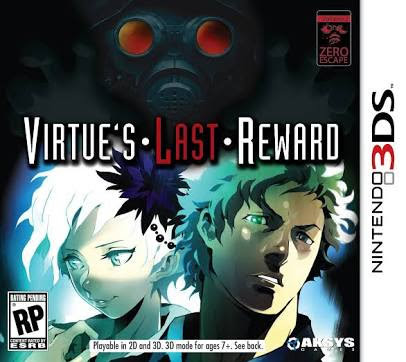 ZERO
ESCAPE
VIRTUE'S • LAST • REWARD
NINTENDO 3DS
RATING PENDING
RP
CONTENT RATED BY
ESRB
Playable in 2D and 3D. 3D mode for ages 7+. See back.
AKSYS
GAMES